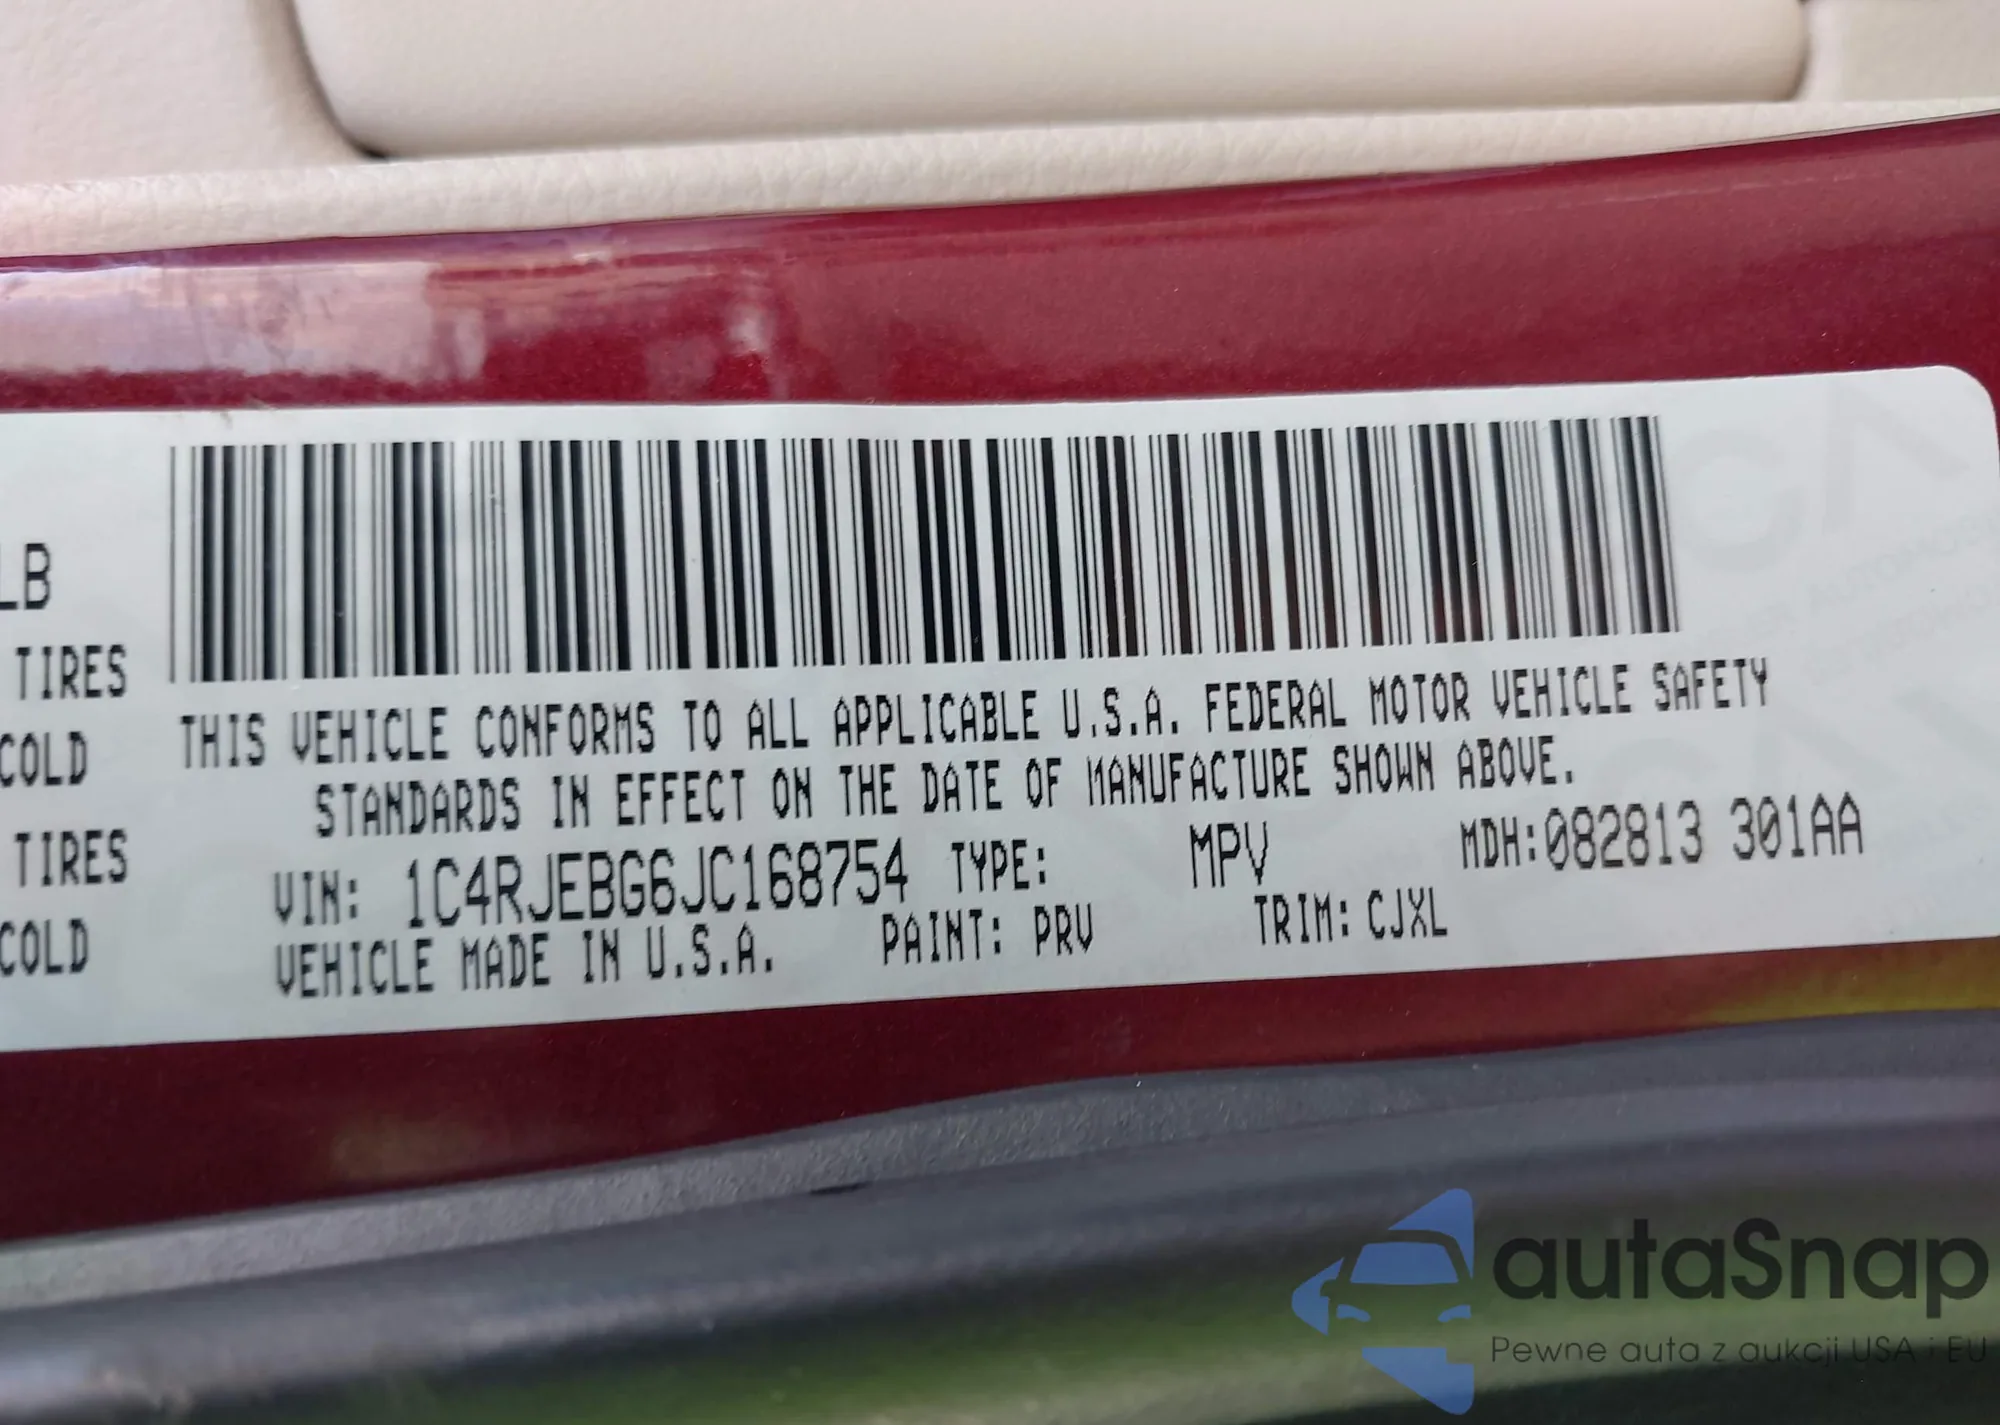 LB
TIRES
COLD
TIRES
COLD
THIS VEHICLE CONFORMS TO ALL APPLICABLE U.S.A. FEDERAL MOTOR VEHICLE SAFETY
STANDARDS IN EFFECT ON THE DATE OF MANUFACTURE SHOWN ABOVE.
VIN: 1C4RJEBG6JC168754 TYPE: MPV MDH:082813 301AA
VEHICLE MADE IN U.S.A. PAINT: PRV TRIM: CJXL
autaSnap
Pewne auta z aukcji USA i EU